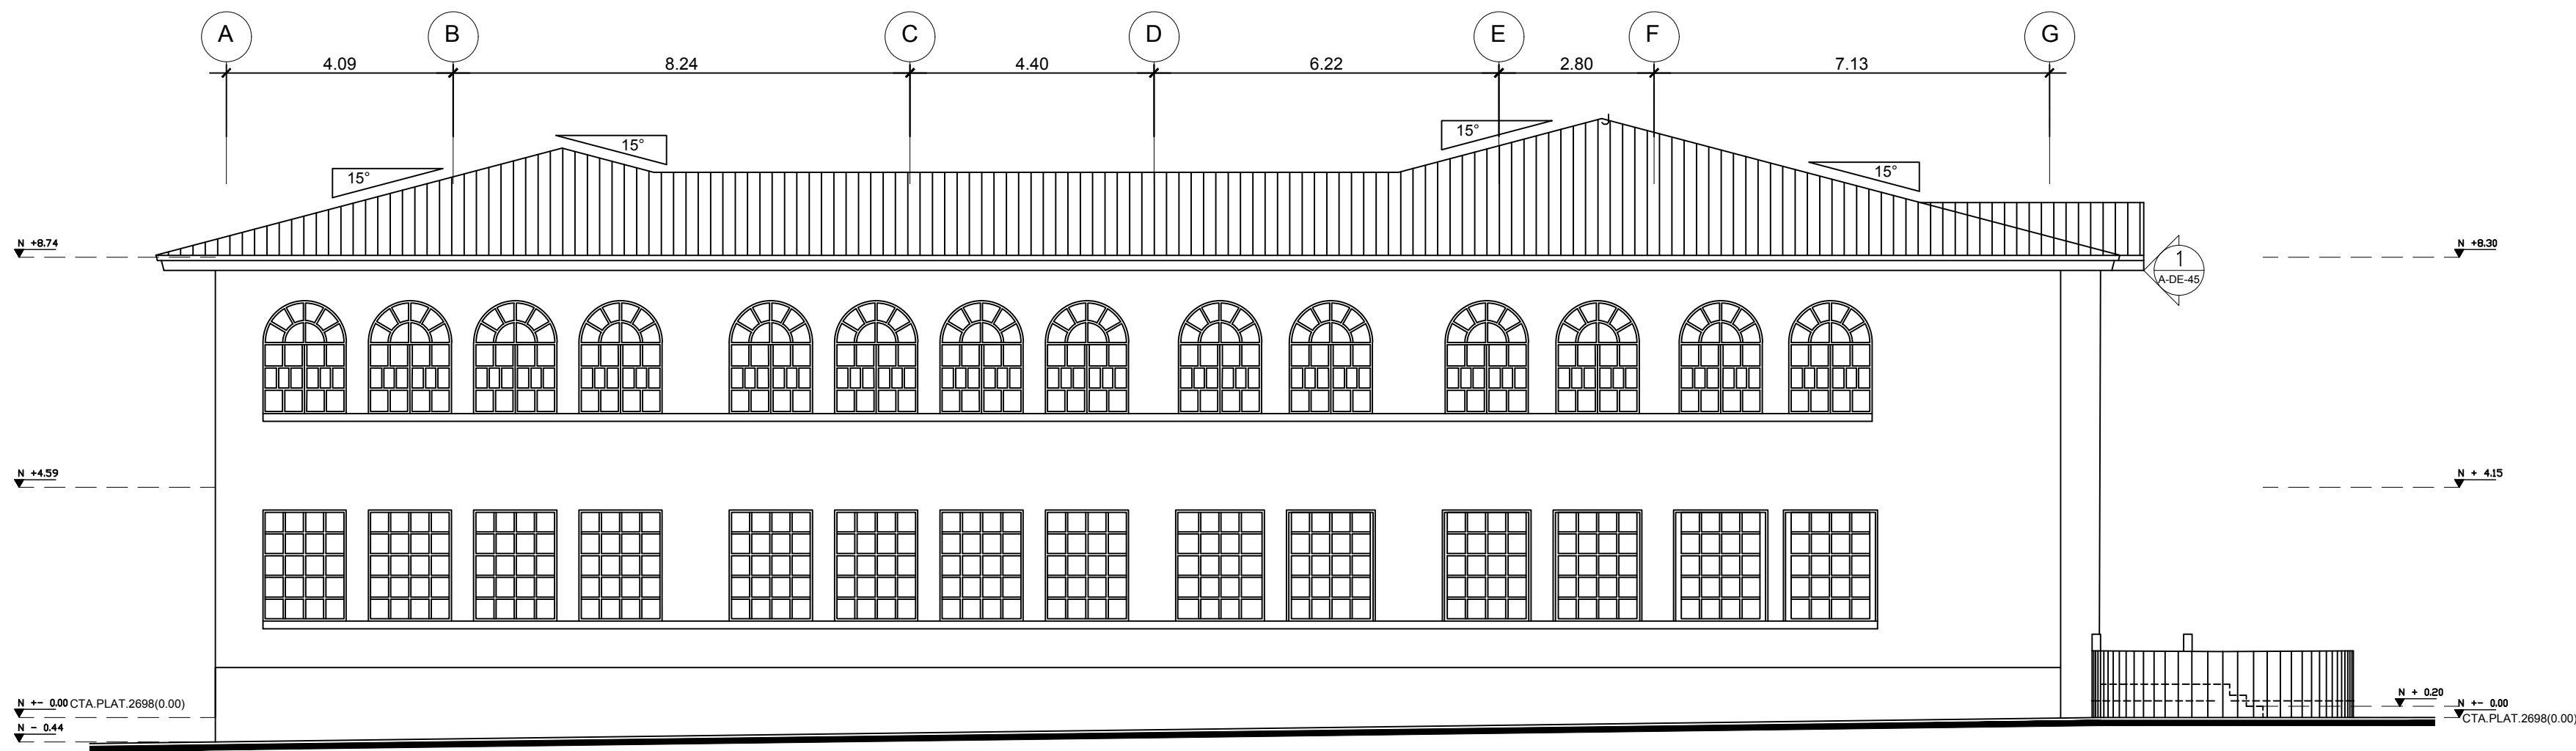 A B C D E F G
4.09 8.24 4.40 6.22 2.80 7.13
J
15° 15° 15° 15°
N +8.74
N +8.30
1
A-DE-45
N +4.59
N + 4.15
N + 0.20
N +- 0.00 CTA.PLAT.2698(0.00)
N +- 0.00
CTA.PLAT.2698(0.00)
N - 0.44